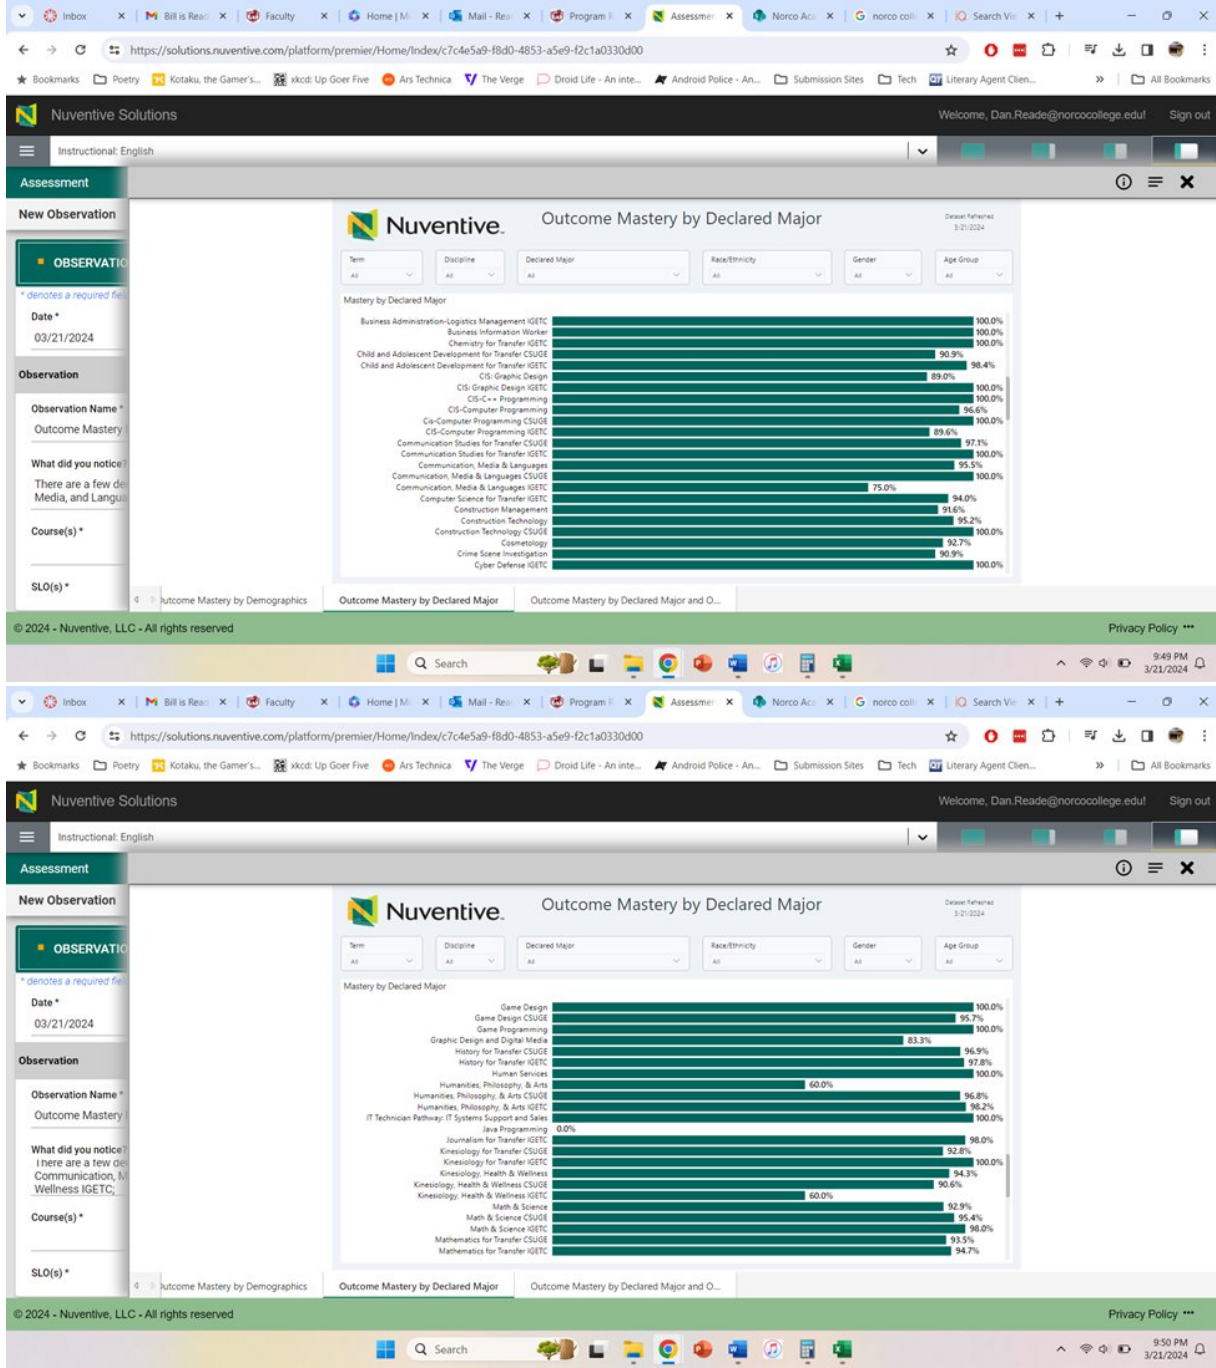 Inbox Bill is Read Faculty Home | Mi Mail - Rea Program R Assessmen Norco Aca norco colle Search Vie
https://solutions.nuventive.com/platform/premier/Home/Index/c7c4e5a9-f8d0-4853-a5e9-f2c1a0330d00
Bookmarks Poetry Kotaku, the Gamer's... xkcd: Up Goer Five Ars Technica The Verge Droid Life - An inte... Android Police - An... Submission Sites Tech Literary Agent Clien... » All Bookmarks
Nuventive Solutions Welcome, Dan.Reade@norcocollege.edu! Sign out
Instructional: English
Assessment
New Observation
OBSERVATIO
* denotes a required fiel
Date *
03/21/2024
Observation
Observation Name *
Outcome Mastery
What did you notice?
There are a few de
Media, and Langua
Course(s) *
SLO(s) *
Nuventive. Outcome Mastery by Declared Major
Dataset Refreshed
3/21/2024
Term Discipline Declared Major Race/Ethnicity Gender Age Group
All All All All All All
Mastery by Declared Major
Business Administration-Logistics Management IGETC 100.0%
Business Information Worker 100.0%
Chemistry for Transfer IGETC 100.0%
Child and Adolescent Development for Transfer CSUGE 90.9%
Child and Adolescent Development for Transfer IGETC 98.4%
CIS: Graphic Design 89.0%
CIS: Graphic Design IGETC 100.0%
CIS-C++ Programming 100.0%
CIS-Computer Programming 96.6%
Cis-Computer Programming CSUGE 100.0%
CIS-Computer Programming IGETC 89.6%
Communication Studies for Transfer CSUGE 97.1%
Communication Studies for Transfer IGETC 100.0%
Communication, Media & Languages 95.5%
Communication, Media & Languages CSUGE 100.0%
Communication, Media & Languages IGETC 75.0%
Computer Science for Transfer IGETC 94.0%
Construction Management 91.6%
Construction Technology 95.2%
Construction Technology CSUGE 100.0%
Cosmetology 92.7%
Crime Scene Investigation 90.9%
Cyber Defense IGETC 100.0%
utcome Mastery by Demographics Outcome Mastery by Declared Major Outcome Mastery by Declared Major and O...
© 2024 - Nuventive, LLC - All rights reserved Privacy Policy •••
Search
9:49 PM
3/21/2024
Inbox Bill is Read Faculty Home | Mi Mail - Rea Program R Assessmen Norco Aca norco colle Search Vie
https://solutions.nuventive.com/platform/premier/Home/Index/c7c4e5a9-f8d0-4853-a5e9-f2c1a0330d00
Bookmarks Poetry Kotaku, the Gamer's... xkcd: Up Goer Five Ars Technica The Verge Droid Life - An inte... Android Police - An... Submission Sites Tech Literary Agent Clien... » All Bookmarks
Nuventive Solutions Welcome, Dan.Reade@norcocollege.edu! Sign out
Instructional: English
Assessment
New Observation
OBSERVATIO
* denotes a required fiel
Date *
03/21/2024
Observation
Observation Name *
Outcome Mastery
What did you notice?
There are a few de
Communication, M
Wellness IGETC;
Course(s) *
SLO(s) *
Nuventive. Outcome Mastery by Declared Major
Dataset Refreshed
3/21/2024
Term Discipline Declared Major Race/Ethnicity Gender Age Group
All All All All All All
Mastery by Declared Major
Game Design 100.0%
Game Design CSUGE 95.7%
Game Programming 100.0%
Graphic Design and Digital Media 83.3%
History for Transfer CSUGE 96.9%
History for Transfer IGETC 97.8%
Human Services 100.0%
Humanities, Philosophy, & Arts 60.0%
Humanities, Philosophy, & Arts CSUGE 96.8%
Humanities, Philosophy, & Arts IGETC 98.2%
IT Technician Pathway: IT Systems Support and Sales 100.0%
Java Programming 0.0%
Journalism for Transfer IGETC 98.0%
Kinesiology for Transfer CSUGE 92.8%
Kinesiology for Transfer IGETC 100.0%
Kinesiology, Health & Wellness 94.3%
Kinesiology, Health & Wellness CSUGE 90.6%
Kinesiology, Health & Wellness IGETC 60.0%
Math & Science 92.9%
Math & Science CSUGE 95.4%
Math & Science IGETC 98.0%
Mathematics for Transfer CSUGE 93.5%
Mathematics for Transfer IGETC 94.7%
utcome Mastery by Demographics Outcome Mastery by Declared Major Outcome Mastery by Declared Major and O...
© 2024 - Nuventive, LLC - All rights reserved Privacy Policy •••
Search
9:50 PM
3/21/2024